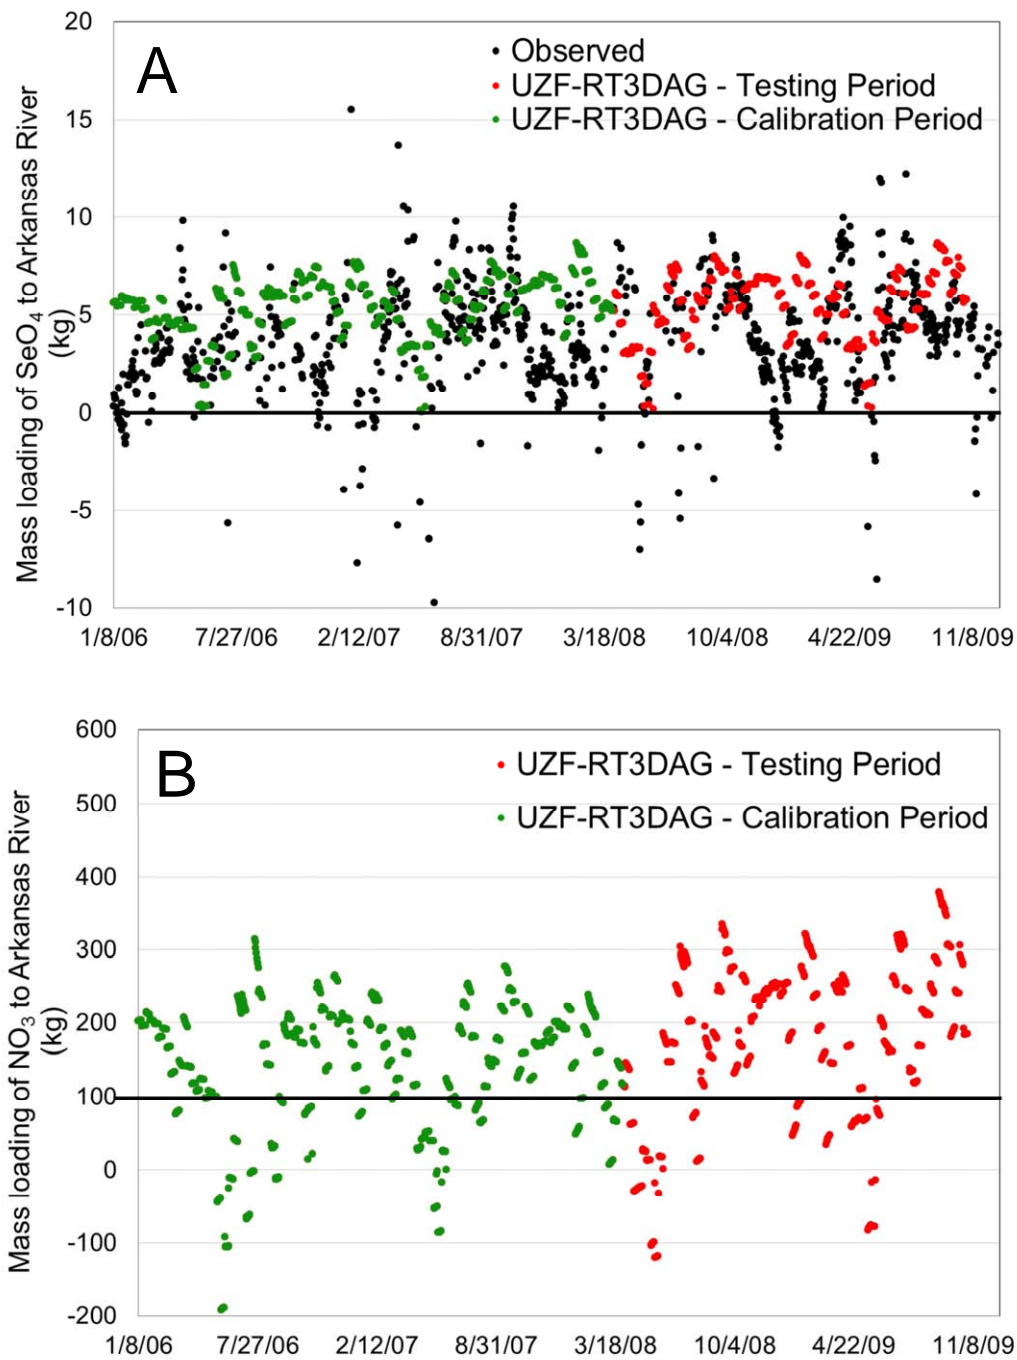 20
A
Observed
UZF-RT3DAG - Testing Period
UZF-RT3DAG - Calibration Period
15
10
5
0
-5
-10
Mass loading of SeO4 to Arkansas River
(kg)
1/8/06 7/27/06 2/12/07 8/31/07 3/18/08 10/4/08 4/22/09 11/8/09
600
B
UZF-RT3DAG - Testing Period
500
UZF-RT3DAG - Calibration Period
400
300
200
100
0
-100
-200
Mass loading of NO3 to Arkansas River
(kg)
1/8/06 7/27/06 2/12/07 8/31/07 3/18/08 10/4/08 4/22/09 11/8/09